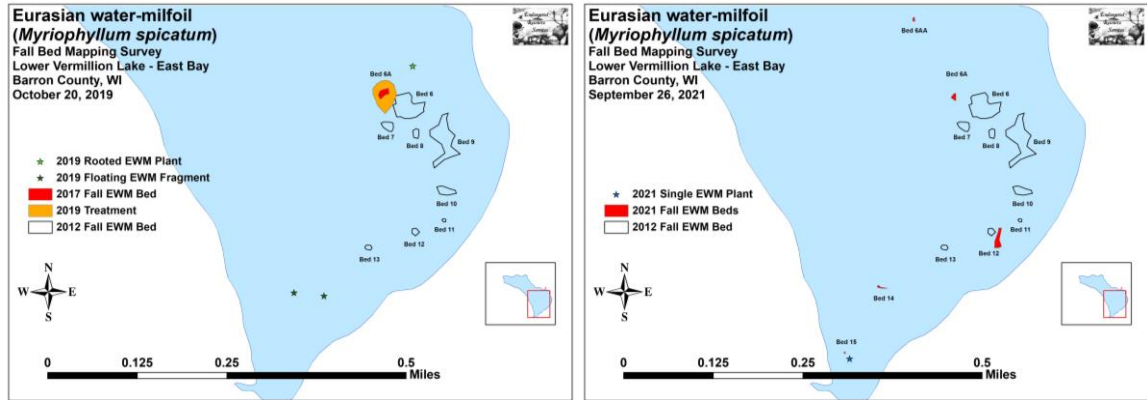 Eurasian water-milfoil
(Myriophyllum spicatum)
Fall Bed Mapping Survey
Lower Vermillion Lake - East Bay
Barron County, WI
October 20, 2019
Bed 6A
Bed 6
Bed 7
Bed 8
Bed 9
Bed 10
Bed 11
Bed 12
Bed 13
2019 Rooted EWM Plant
2019 Floating EWM Fragment
2017 Fall EWM Bed
2019 Treatment
2012 Fall EWM Bed
N
W E
S
0 0.125 0.25 0.5
Miles
Eurasian water-milfoil
(Myriophyllum spicatum)
Fall Bed Mapping Survey
Lower Vermillion Lake - East Bay
Barron County, WI
September 26, 2021
Bed 6AA
Bed 6A
Bed 6
Bed 7
Bed 8
Bed 9
Bed 10
Bed 11
Bed 12
Bed 13
Bed 14
Bed 15
2021 Single EWM Plant
2021 Fall EWM Beds
2012 Fall EWM Bed
N
W E
S
0 0.125 0.25 0.5
Miles